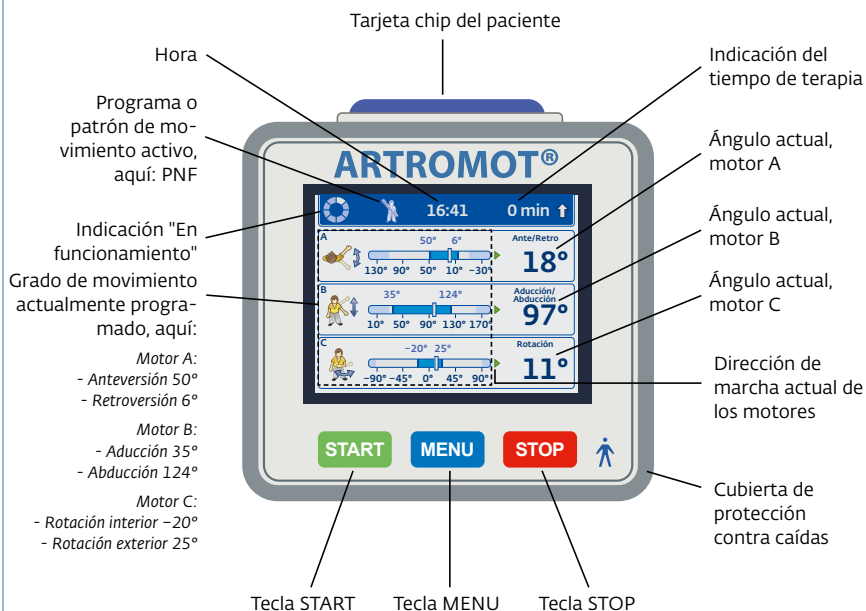 Tarjeta chip del paciente
Hora
Programa o
patrón de mo-
vimiento activo,
aquí: PNF
Indicación "En
funcionamiento"
Grado de movimiento
actualmente progra-
mado, aquí:
Motor A:
- Anteversión 50°
- Retroversión 6°
Motor B:
- Aducción 35°
- Abducción 124°
Motor C:
- Rotación interior −20°
- Rotación exterior 25°
ARTROMOT®
16:41 0 min
A
50° 6°
130° 90° 50° 10° −30°
Ante/Retro
18°
B
35° 124°
10° 50° 90° 130° 170°
Aducción/
Abducción
97°
C
−20° 25°
−90° −45° 0° 45° 90°
Rotación
11°
START MENU STOP
Indicación del
tiempo de terapia
Ángulo actual,
motor A
Ángulo actual,
motor B
Ángulo actual,
motor C
Dirección de
marcha actual de
los motores
Cubierta de
protección
contra caídas
Tecla START Tecla MENU Tecla STOP